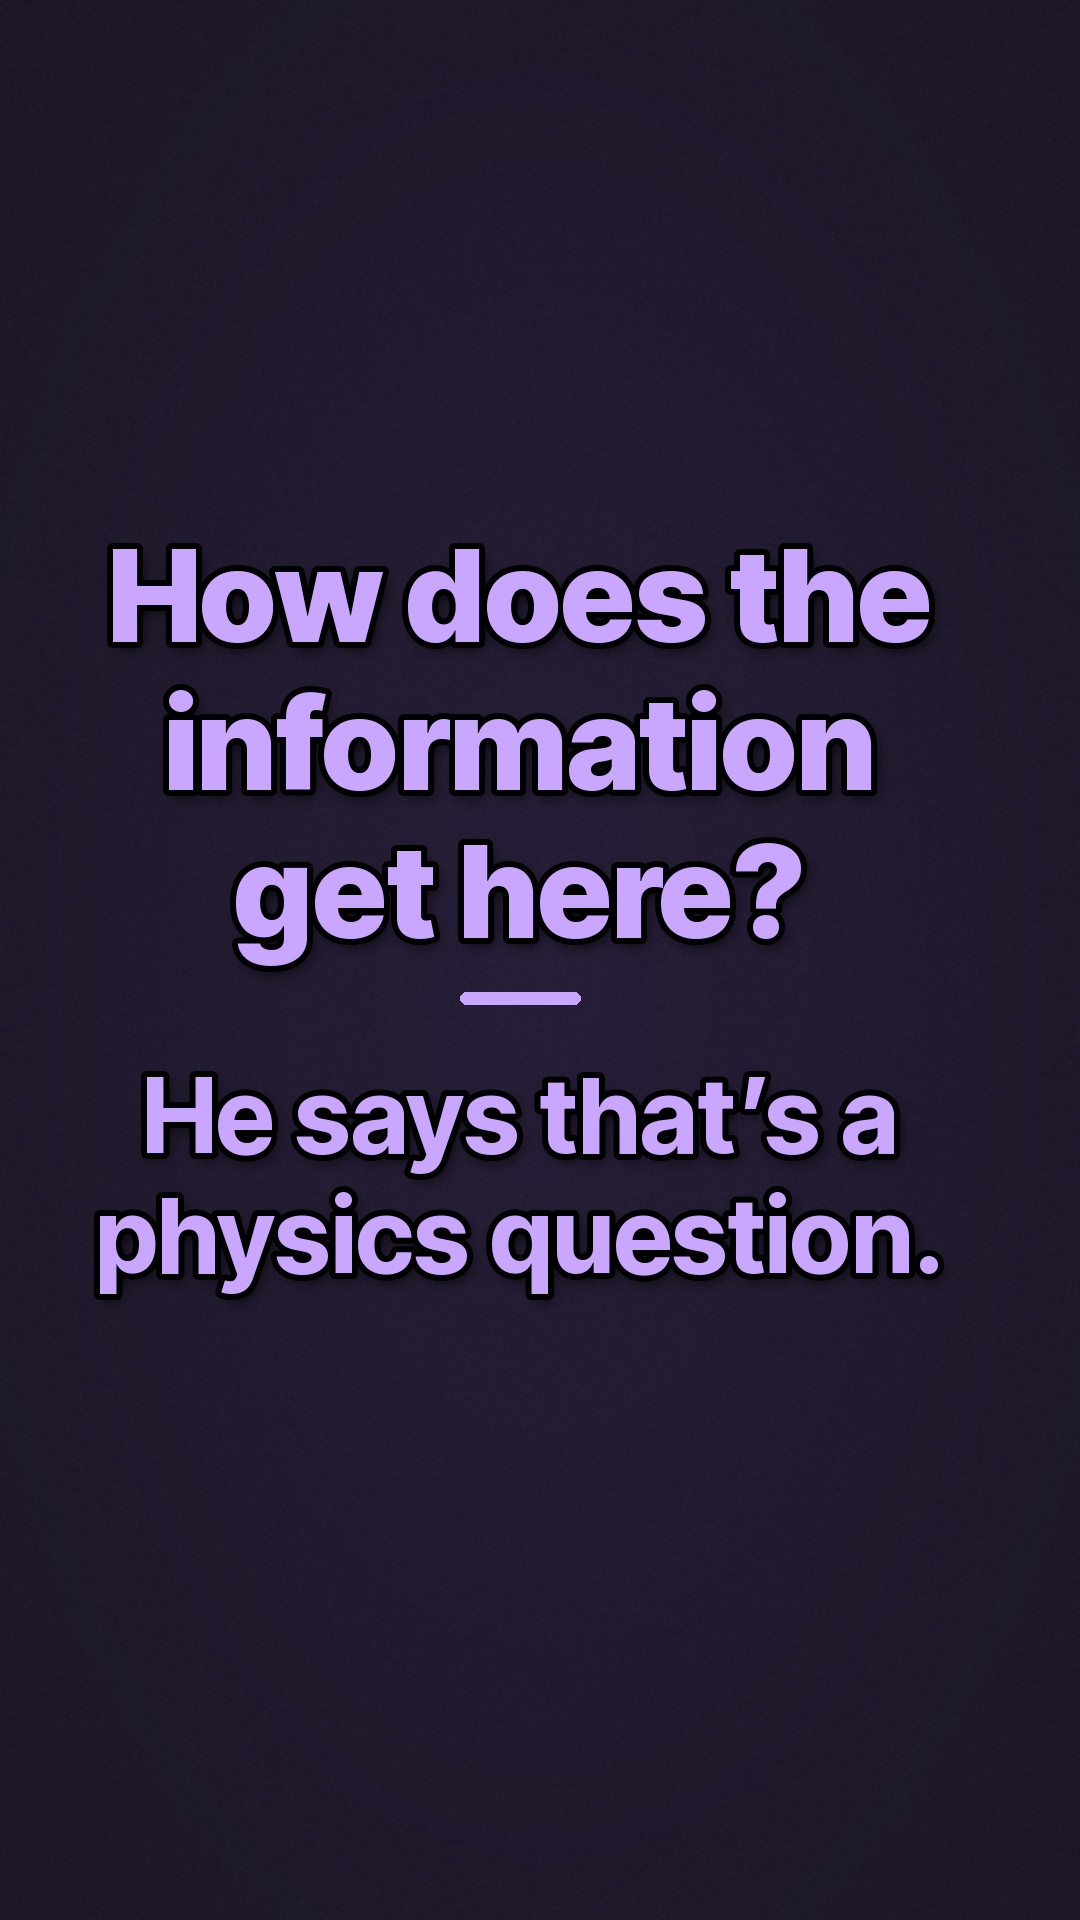 How does the
information
get here?
He says that’s a
physics question.